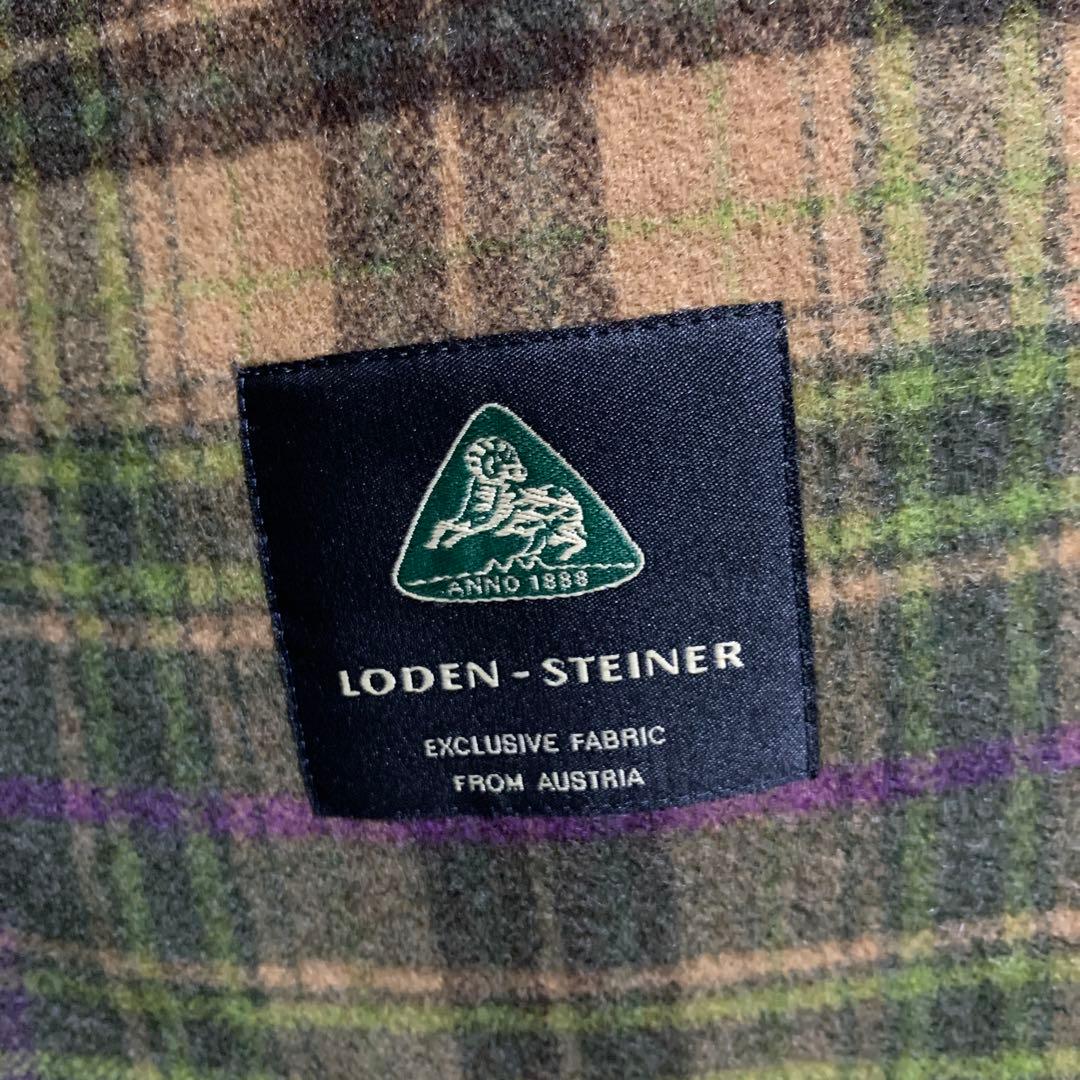 ANNO 1888
LODEN-STEINER
EXCLUSIVE FABRIC
FROM AUSTRIA